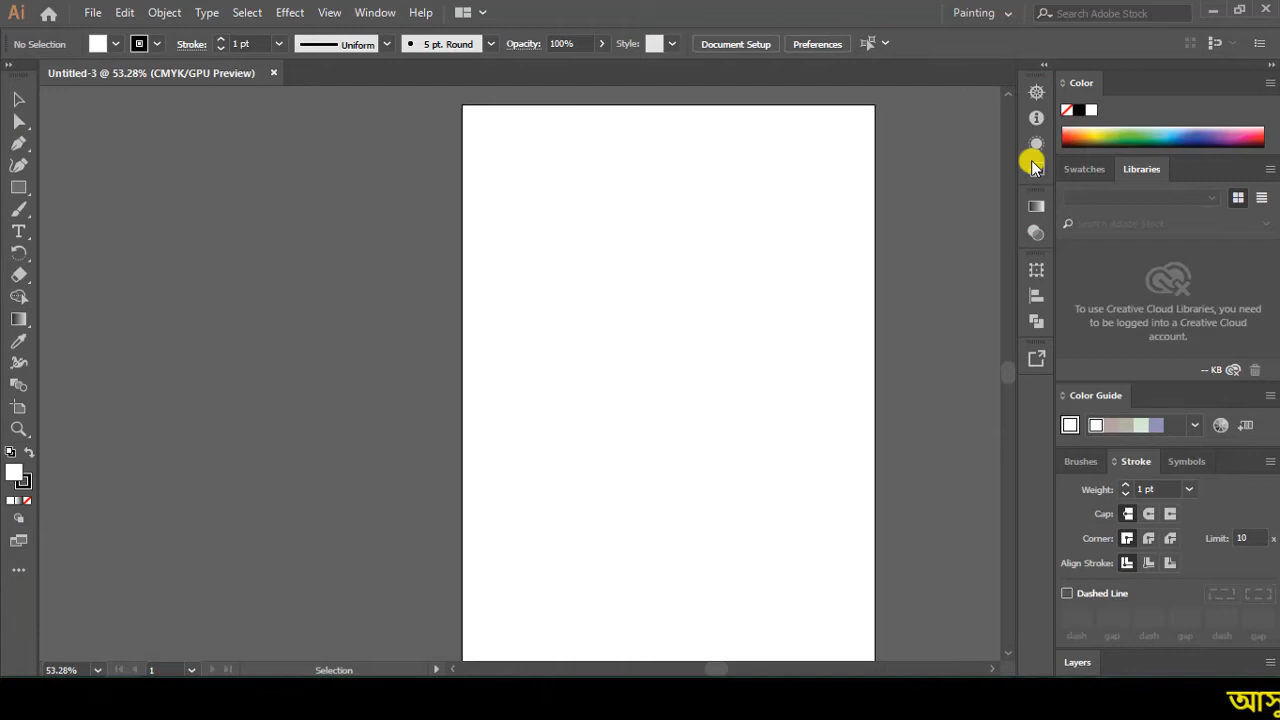 Ai File Edit Object Type Select Effect View Window Help Painting Search Adobe Stock
No Selection Stroke: 1 pt Uniform 5 pt. Round Opacity: 100% Style: Document Setup Preferences
Untitled-3 @ 53.28% (CMYK/GPU Preview)
Color
Swatches Libraries
Search Adobe Stock
To use Creative Cloud Libraries, you
need to be logged into a Creative Cloud
account.
-- KB
Color Guide
Brushes Stroke Symbols
Weight: 1 pt
Cap:
Corner: Limit: 10 x
Align Stroke:
Dashed Line
dash gap dash gap dash gap
Layers
53.28% 1 Selection
আসু